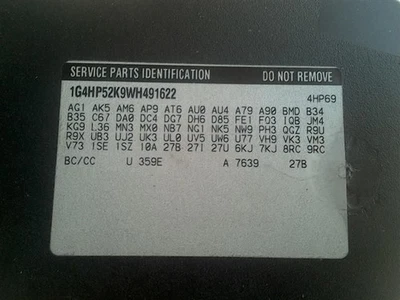 SERVICE PARTS IDENTIFICATION DO NOT REMOVE
1G4HP52K9WH491622 4HP69
AG1 AK5 AM6 AP9 AT6 AU0 AU4 A79 A90 BMD B34
B35 C67 DA0 DC4 DG7 DH6 D85 FE1 FQ3 IQB JM4
KG9 L36 MN3 MX0 NB7 NG1 NK5 NW9 PH3 QGZ R9U
R9X UB3 UJ2 UK3 UL0 UV5 UW6 U77 VH9 VK3 VM3
V73 1SE 1SZ 10A 27B 27I 27U 6KJ 7KJ 8RC 9RC
BC/CC U 359E A 7639 27B